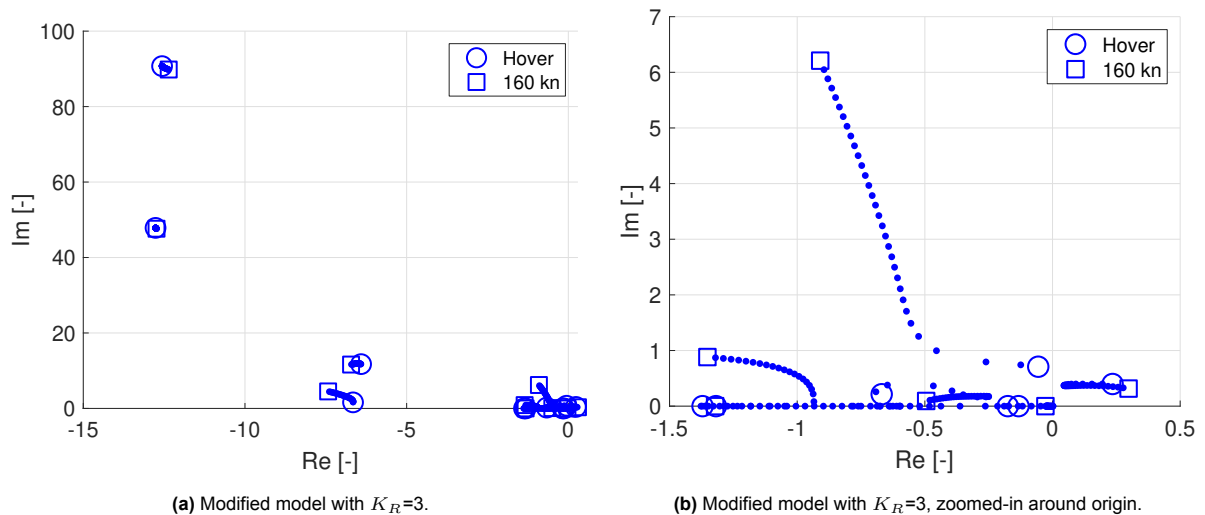 100
80
60
40
20
0
-15
-10
-5
0
Im [-]
Re [-]
Hover
160 kn
(a) Modified model with K_R=3.
7
6
5
4
3
2
1
0
-1.5
-1
-0.5
0
0.5
Im [-]
Re [-]
Hover
160 kn
(b) Modified model with K_R=3, zoomed-in around origin.